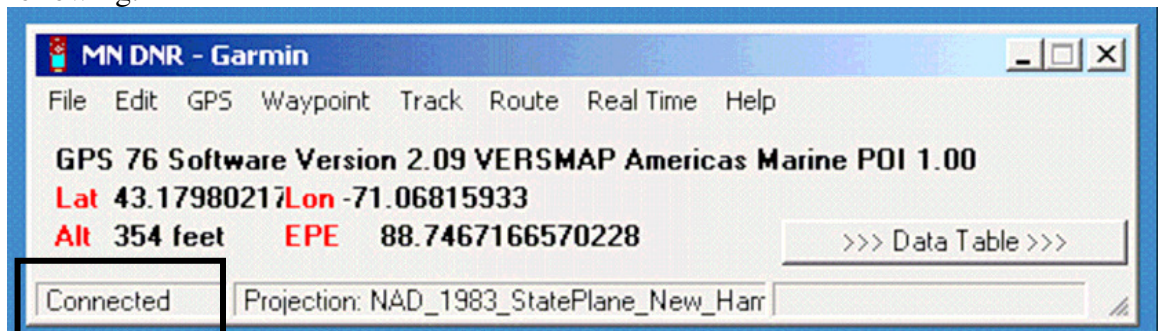 MN DNR - Garmin
File Edit GPS Waypoint Track Route Real Time Help
GPS 76 Software Version 2.09 VERSMAP Americas Marine POI 1.00
Lat 43.17980217 Lon -71.06815933
Alt 354 feet EPE 88.7467166570228
>>> Data Table >>>
Connected Projection: NAD_1983_StatePlane_New_Ham